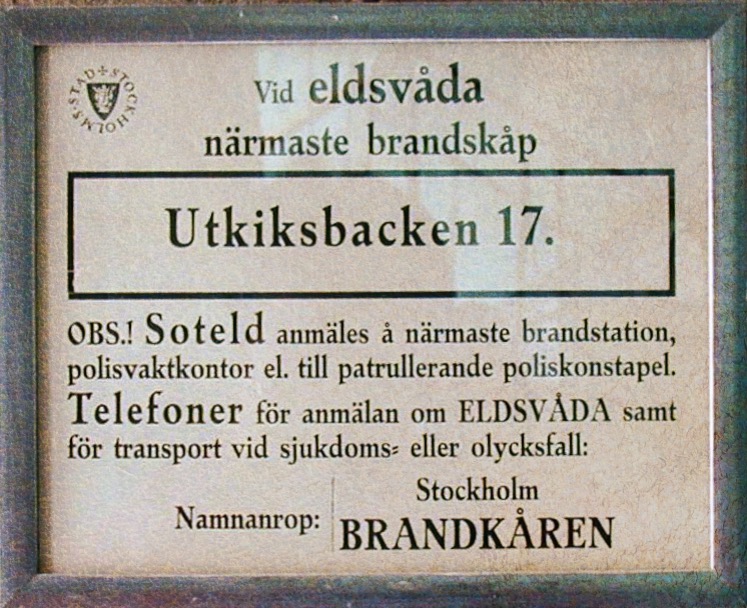 STOCKHOLMS·STAD
Vid eldsvåda
närmaste brandskåp
Utkiksbacken 17.
OBS.! Soteld anmäles å närmaste brandstation,
polisvaktkontor el. till patrullerande poliskonstapel.
Telefoner för anmälan om ELDSVÅDA samt
för transport vid sjukdoms= eller olycksfall:
Stockholm
Namnanrop: BRANDKÅREN